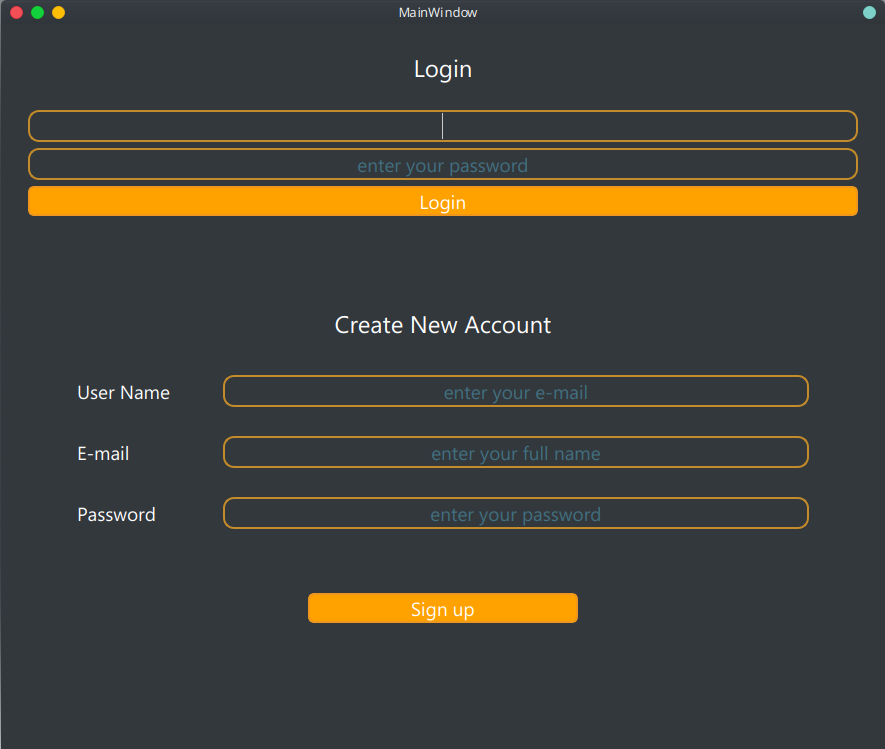 MainWindow
Login
enter your password
Login
Create New Account
User Name enter your e-mail
E-mail enter your full name
Password enter your password
Sign up